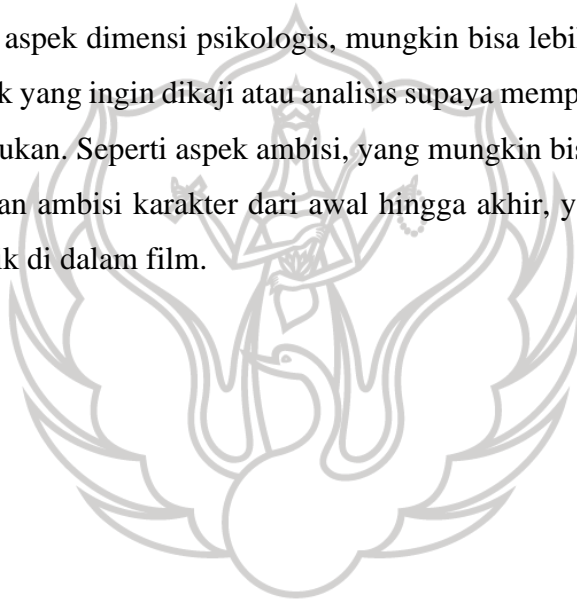 aspek dimensi psikologis, mungkin bisa lebi
yang ingin dikaji atau analisis supaya memp
ukan. Seperti aspek ambisi, yang mungkin bis
an ambisi karakter dari awal hingga akhir, y
ik di dalam film.